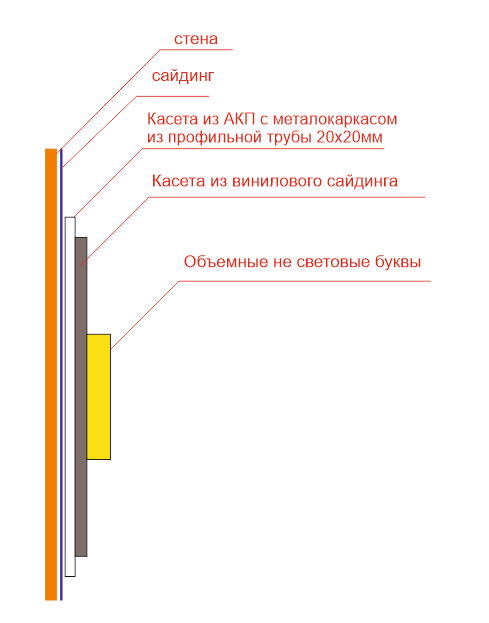 стена
сайдинг
Касета из АКП с металокаркасом
из профильной трубы 20х20мм
Касета из винилового сайдинга
Объемные не световые буквы